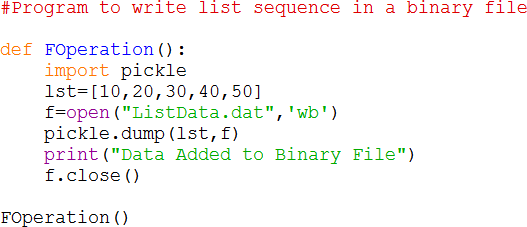 #Program to write list sequence in a binary file
def FOperation():
    import pickle
    lst=[10,20,30,40,50]
    f=open("ListData.dat",'wb')
    pickle.dump(lst,f)
    print("Data Added to Binary File")
    f.close()
FOperation()